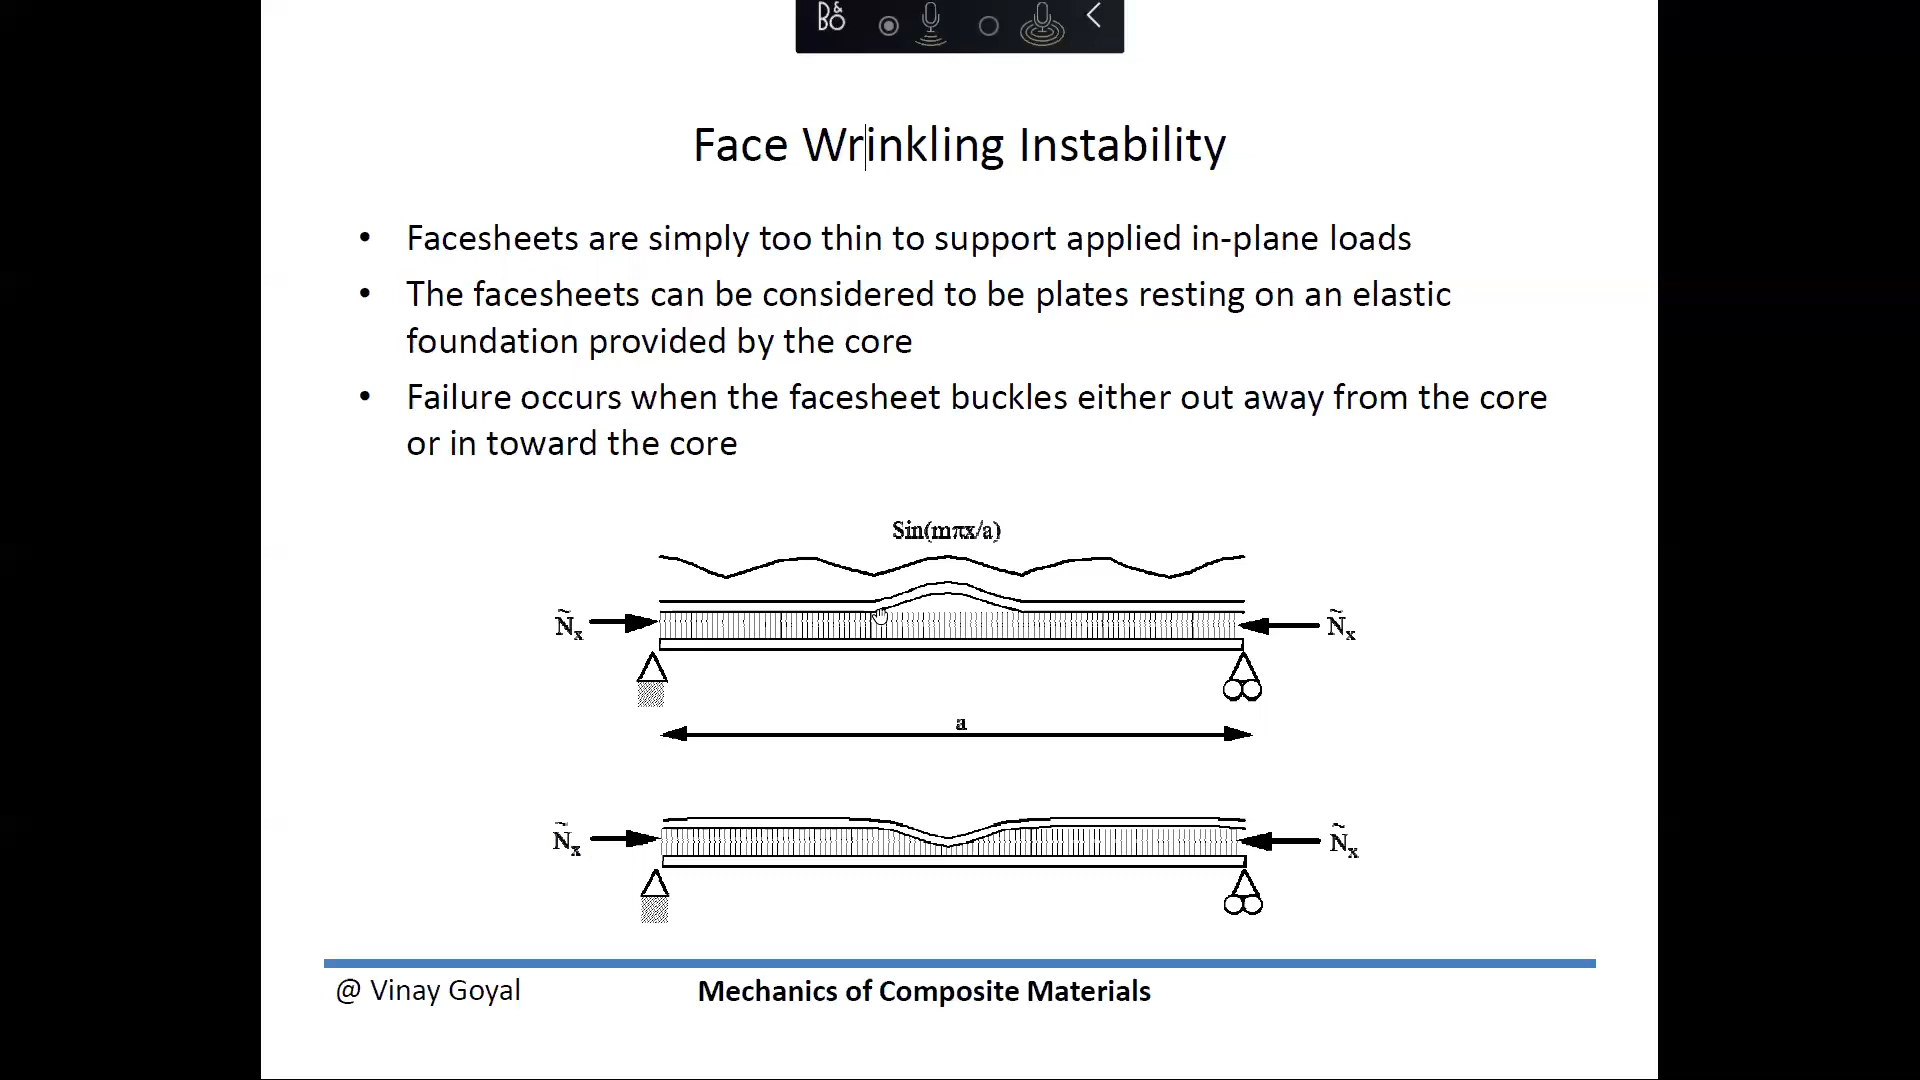 B&O
Face Wrinkling Instability
• Facesheets are simply too thin to support applied in-plane loads
• The facesheets can be considered to be plates resting on an elastic
foundation provided by the core
• Failure occurs when the facesheet buckles either out away from the core
or in toward the core
Sin(mπx/a)
Ñx Ñx
a
Ñx Ñx
@ Vinay Goyal Mechanics of Composite Materials